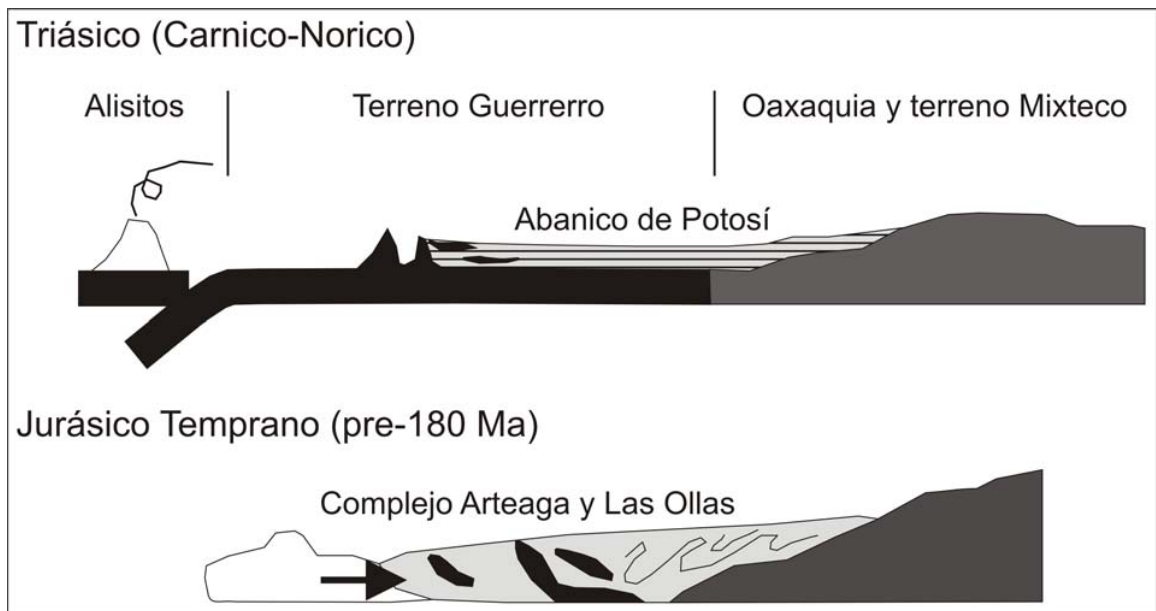 Triásico (Carnico-Norico)
Alisitos
Terreno Guerrerro
Oaxaquia y terreno Mixteco
Abanico de Potosí
Jurásico Temprano (pre-180 Ma)
Complejo Arteaga y Las Ollas